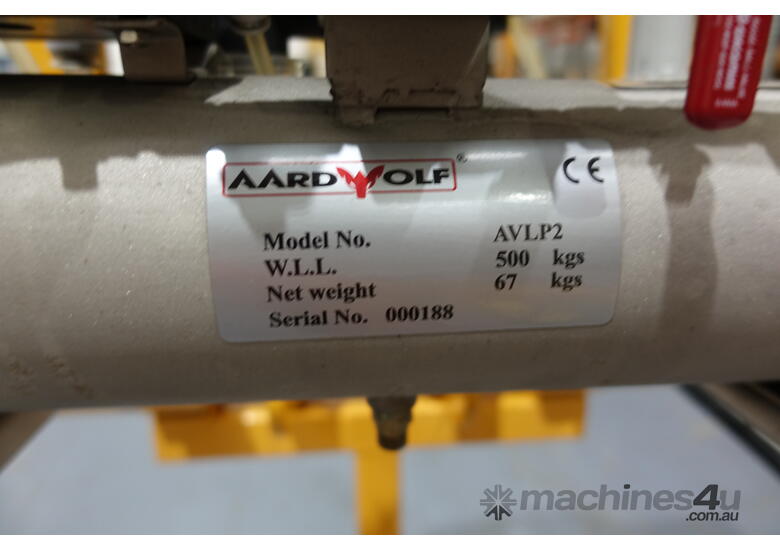 AARDWOLF® CE
Model No. AVLP2
W.L.L. 500 kgs
Net weight 67 kgs
Serial No. 000188
machines4u
.com.au